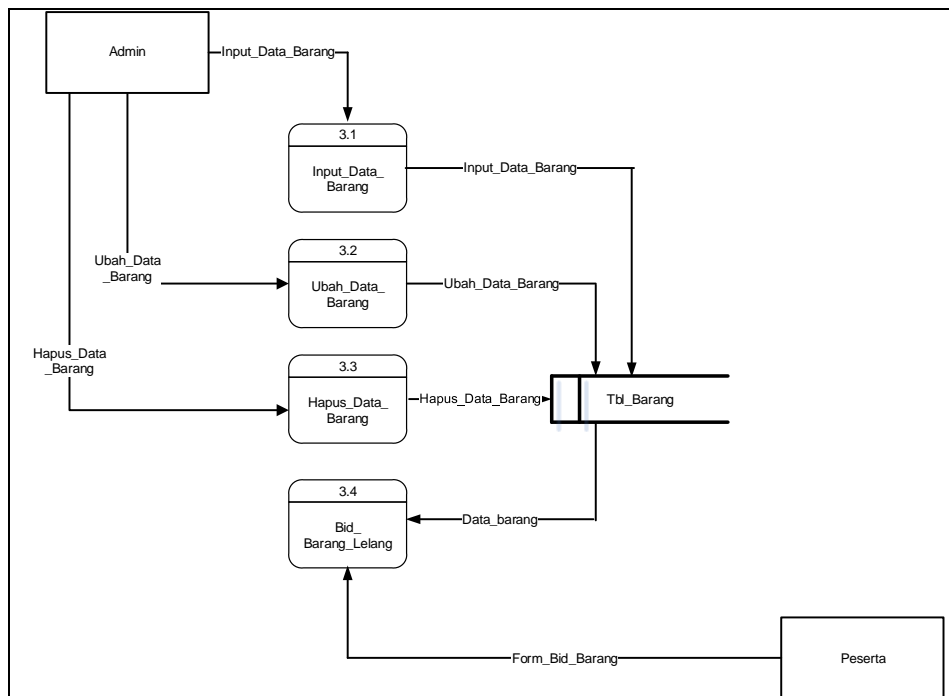 Admin
Input_Data_Barang
3.1
Input_Data_
Barang
Input_Data_Barang
Ubah_Data
_Barang
3.2
Ubah_Data_
Barang
Ubah_Data_Barang
Hapus_Data
_Barang
3.3
Hapus_Data_
Barang
Hapus_Data_Barang
Tbl_Barang
3.4
Bid_
Barang_Lelang
Data_barang
Form_Bid_Barang
Peserta